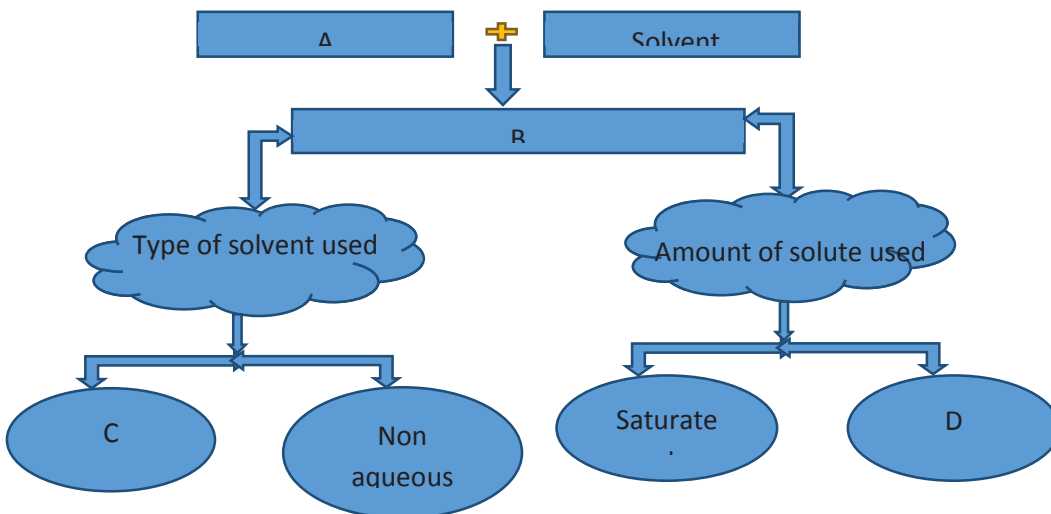 A
Solvent
B
Type of solvent used
Amount of solute used
C
Non
aqueous
Saturate
D